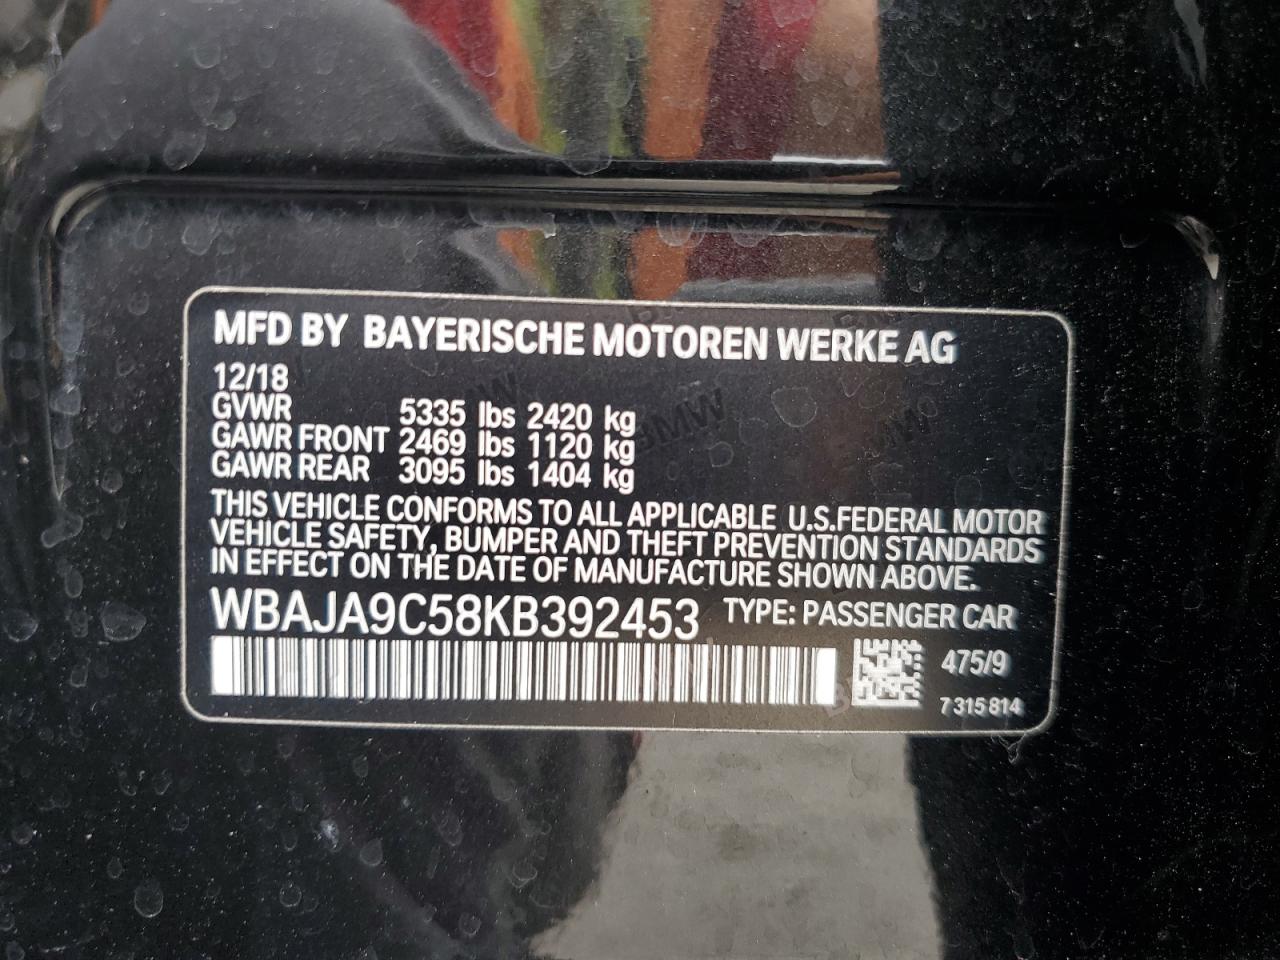 MFD BY BAYERISCHE MOTOREN WERKE AG
12/18
GVWR 5335 lbs 2420 kg
GAWR FRONT 2469 lbs 1120 kg
GAWR REAR 3095 lbs 1404 kg
THIS VEHICLE CONFORMS TO ALL APPLICABLE U.S.FEDERAL MOTOR
VEHICLE SAFETY, BUMPER AND THEFT PREVENTION STANDARDS
IN EFFECT ON THE DATE OF MANUFACTURE SHOWN ABOVE.
WBAJA9C58KB392453 TYPE: PASSENGER CAR
475/9
7 315 814
BMW